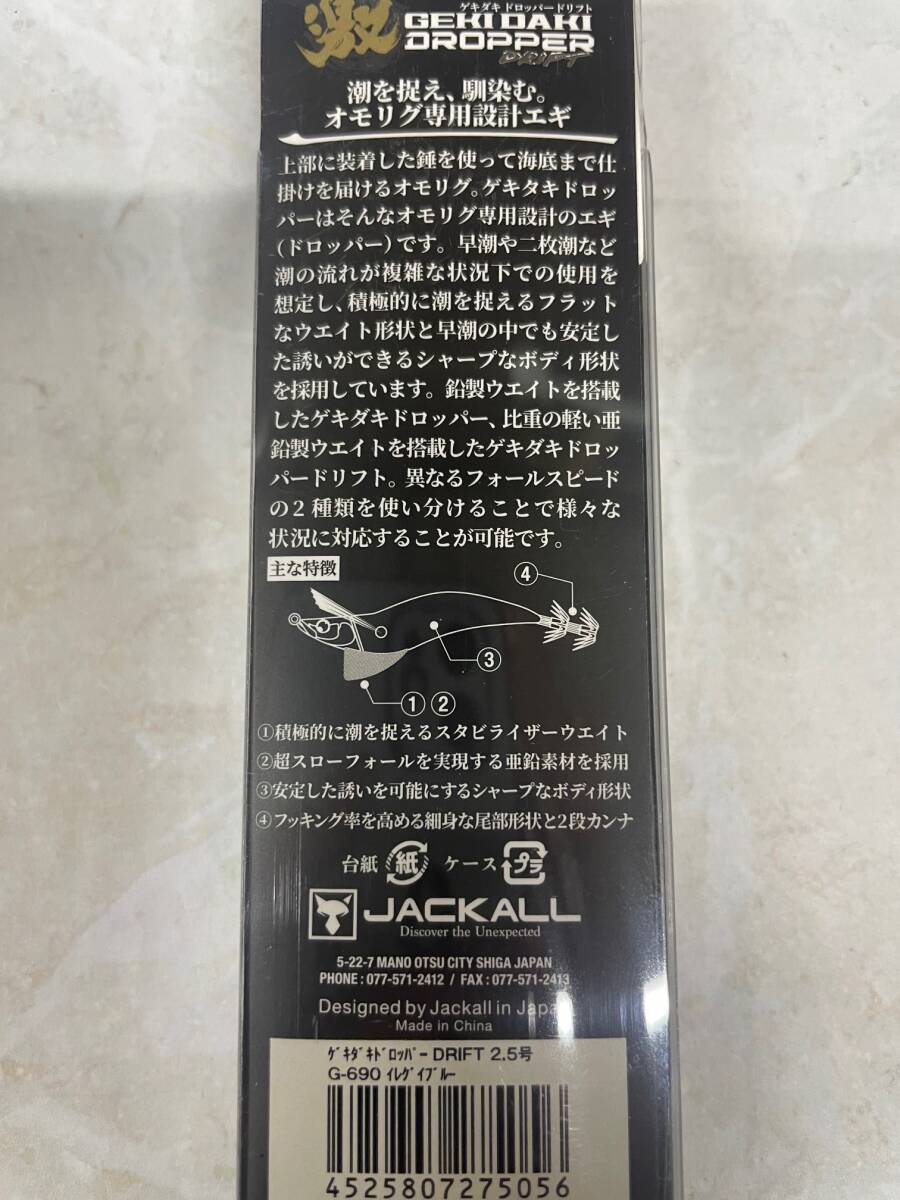 激
ゲキダキ ドロッパードリフト
GEKI DAKI
DROPPER
DRIFT
潮を捉え、馴染む。
オモリグ専用設計エギ
上部に装着した錘を使って海底まで仕
掛けを届けるオモリグ。ゲキタキドロッ
パーはそんなオモリグ専用設計のエギ
(ドロッパー)です。早潮や二枚潮など
潮の流れが複雑な状況下での使用を
想定し、積極的に潮を捉えるフラット
なウエイト形状と早潮の中でも安定し
た誘いができるシャープなボディ形状
を採用しています。鉛製ウエイトを搭載
したゲキダキドロッパー、比重の軽い亜
鉛製ウエイトを搭載したゲキダキドロッ
パードリフト。異なるフォールスピード
の2種類を使い分けることで様々な
状況に対応することが可能です。
主な特徴
④
③
① ②
①積極的に潮を捉えるスタビライザーウエイト
②超スローフォールを実現する亜鉛素材を採用
③安定した誘いを可能にするシャープなボディ形状
④フッキング率を高める細身な尾部形状と2段カンナ
台紙 紙 ケース プラ
JACKALL
Discover the Unexpected
5-22-7 MANO OTSU CITY SHIGA JAPAN
PHONE : 077-571-2412 / FAX : 077-571-2413
Designed by Jackall in Japa
Made in China
ｹﾞｷﾀﾞｷﾄﾞﾛｯﾊﾟｰ DRIFT 2.5号
G-690 ｲﾚｸﾞｲﾌﾞﾙｰ
4525807275056